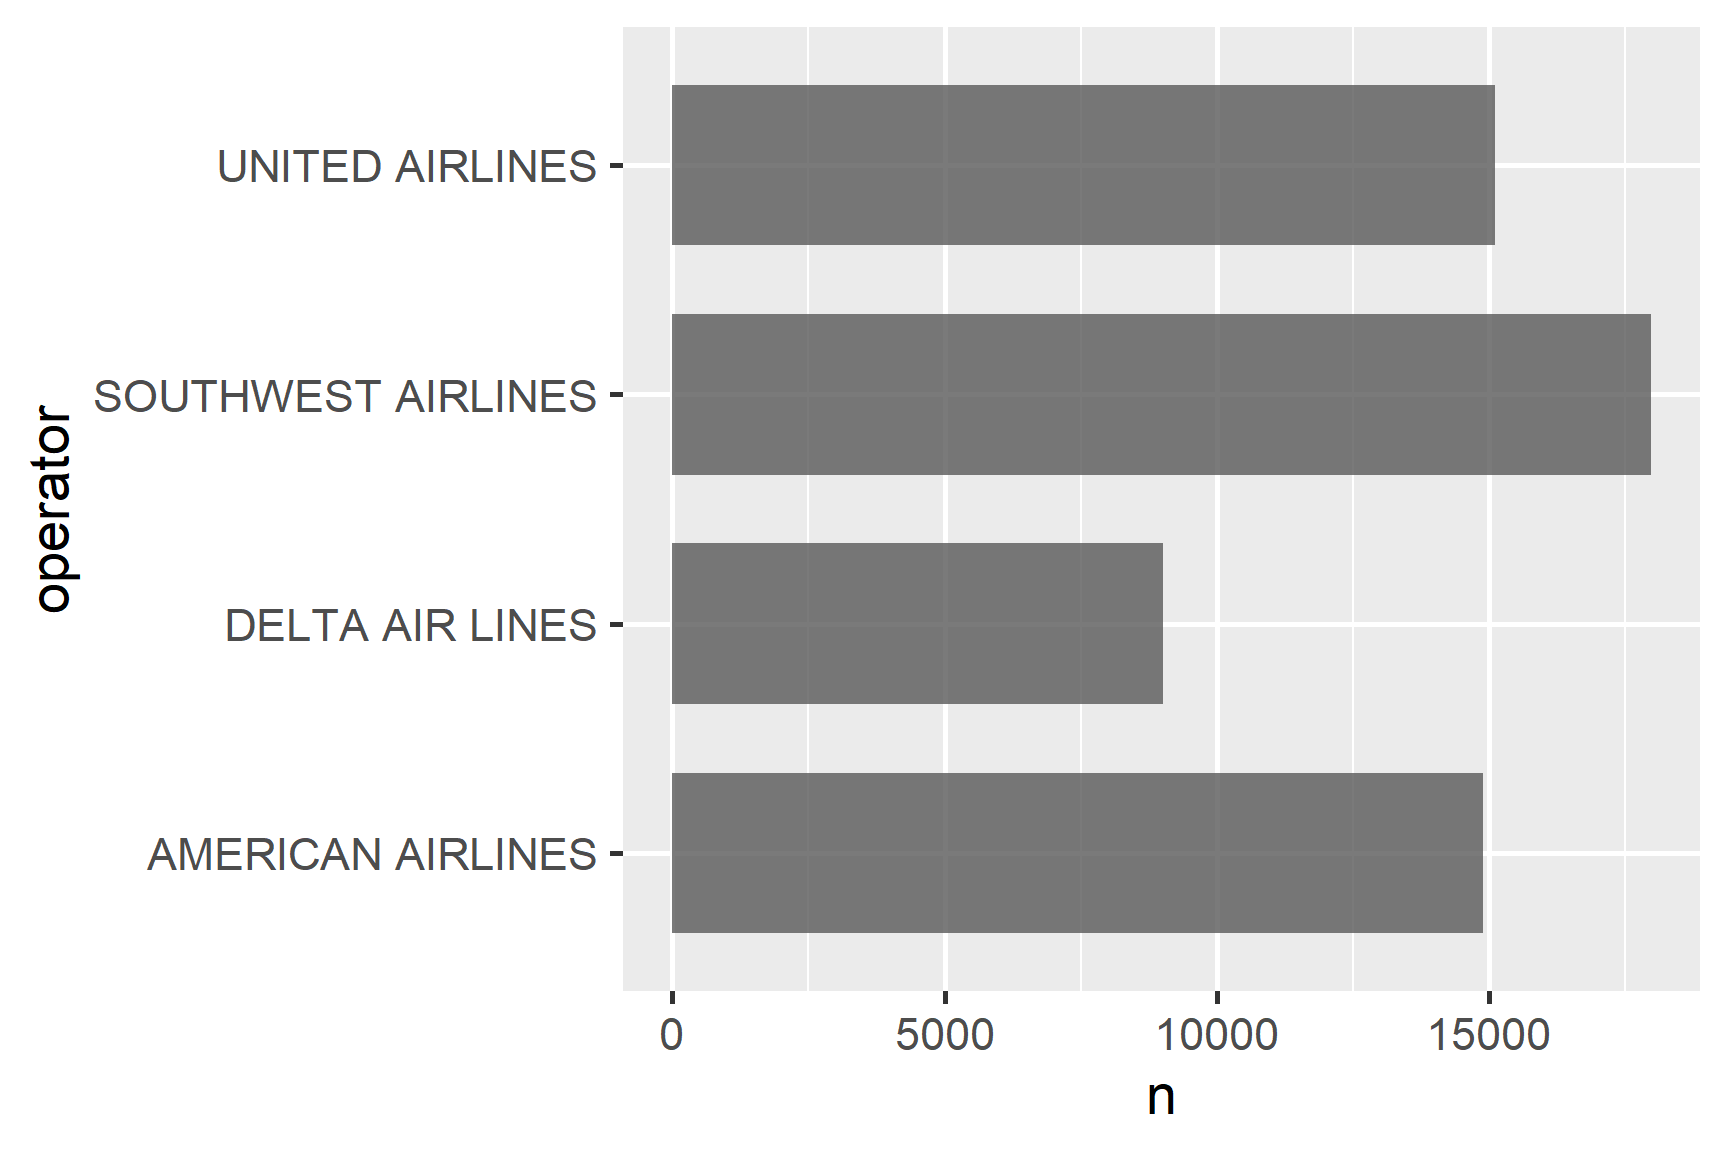 UNITED AIRLINES
SOUTHWEST AIRLINES
DELTA AIR LINES
AMERICAN AIRLINES
operator
0 5000 10000 15000
n